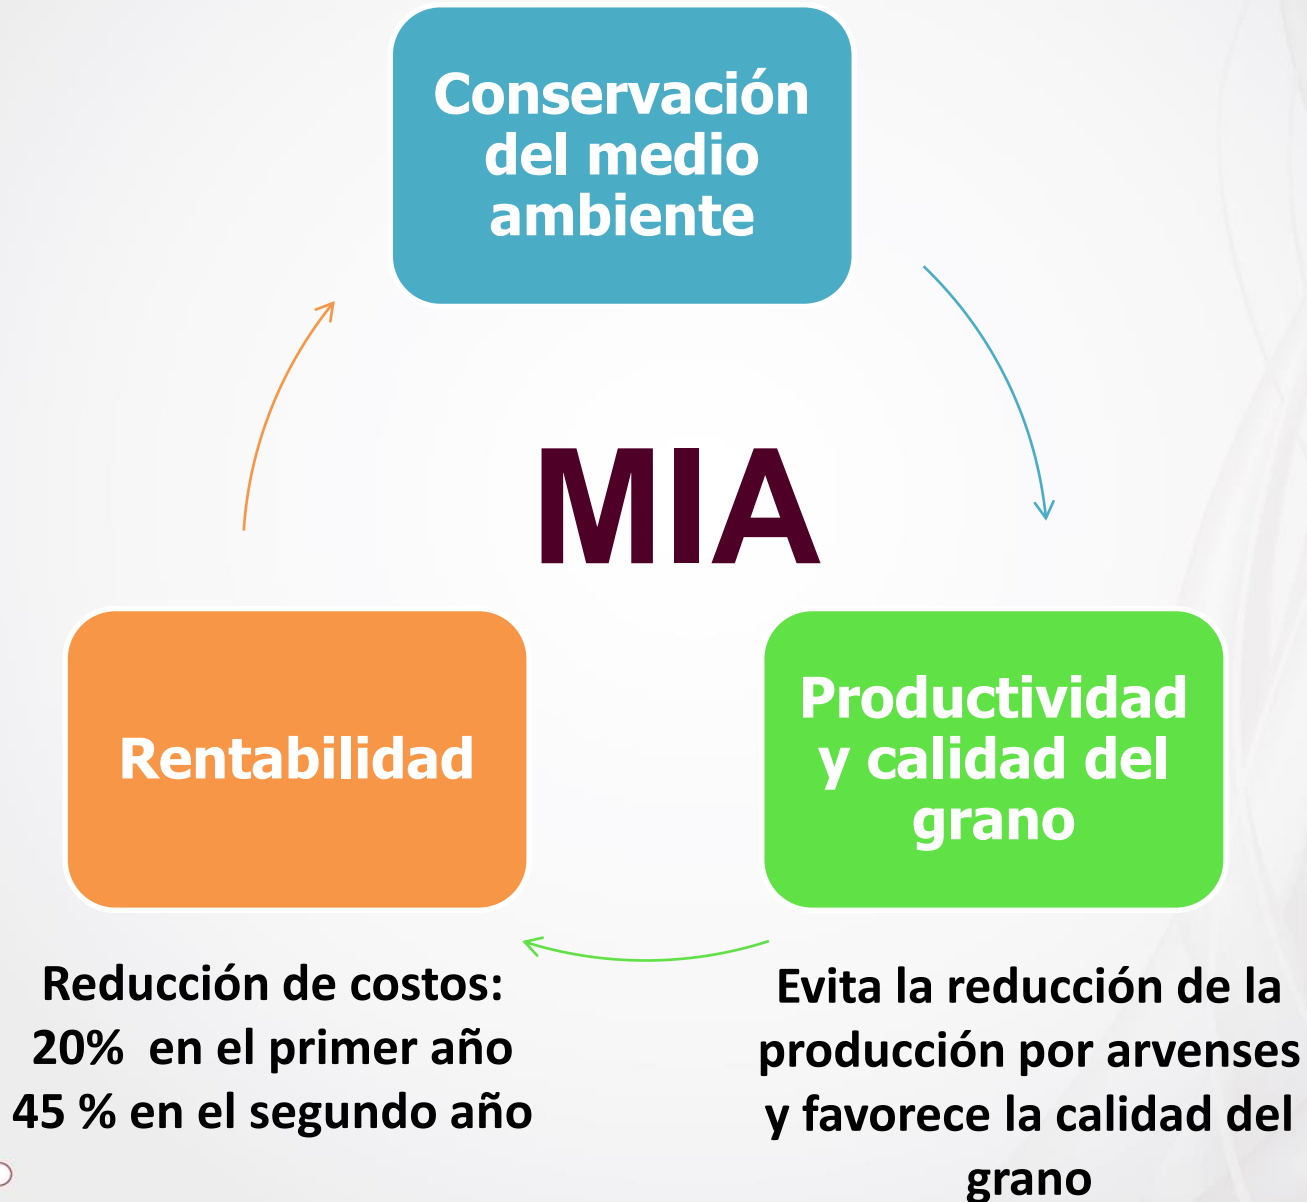 Conservación
del medio
ambiente
MIA
Rentabilidad
Productividad
y calidad del
grano
Reducción de costos:
20% en el primer año
45 % en el segundo año
Evita la reducción de la
producción por arvenses
y favorece la calidad del
grano